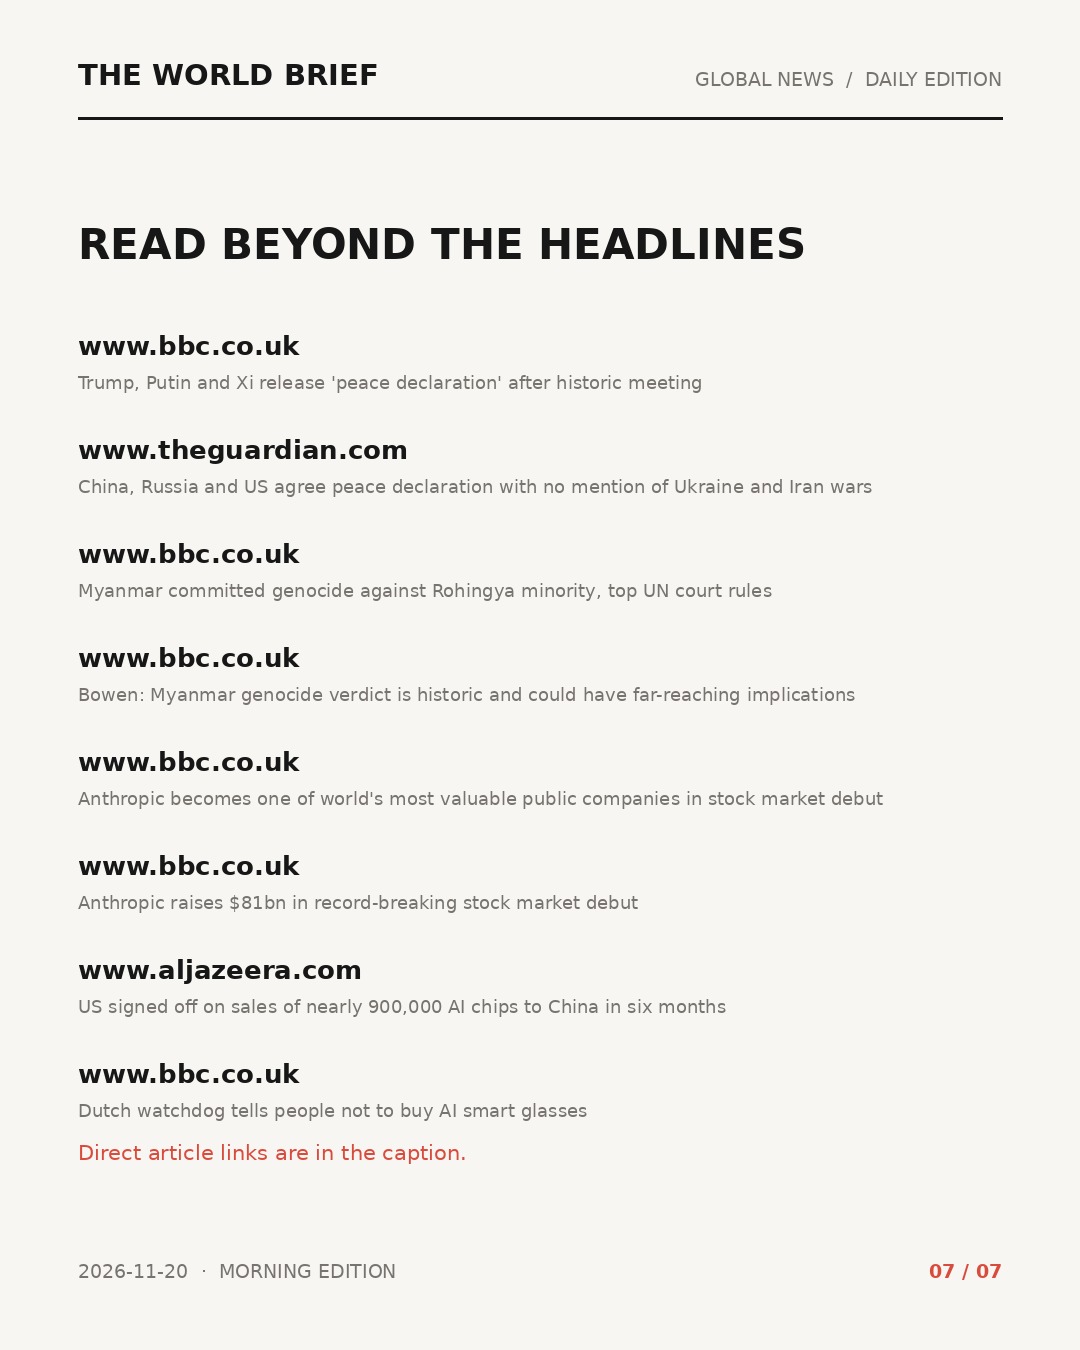 THE WORLD BRIEF
GLOBAL NEWS / DAILY EDITION
READ BEYOND THE HEADLINES
www.bbc.co.uk
Trump, Putin and Xi release 'peace declaration' after historic meeting
www.theguardian.com
China, Russia and US agree peace declaration with no mention of Ukraine and Iran wars
www.bbc.co.uk
Myanmar committed genocide against Rohingya minority, top UN court rules
www.bbc.co.uk
Bowen: Myanmar genocide verdict is historic and could have far-reaching implications
www.bbc.co.uk
Anthropic becomes one of world's most valuable public companies in stock market debut
www.bbc.co.uk
Anthropic raises $81bn in record-breaking stock market debut
www.aljazeera.com
US signed off on sales of nearly 900,000 AI chips to China in six months
www.bbc.co.uk
Dutch watchdog tells people not to buy AI smart glasses
Direct article links are in the caption.
2026-11-20 · MORNING EDITION
07 / 07